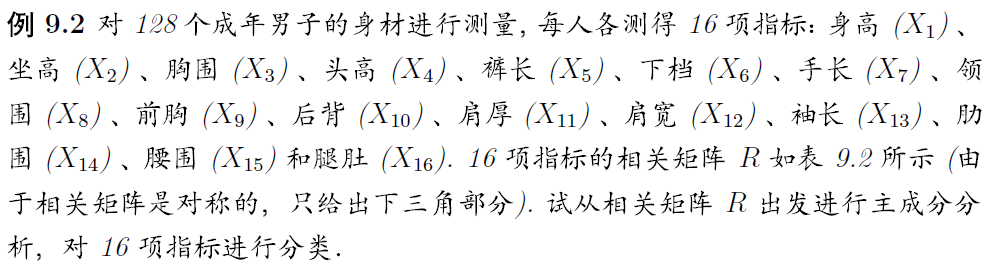 例 9.2 对 128 个成年男子的身材进行测量, 每人各测得 16 项指标: 身高 (X₁) 、
坐高 (X₂) 、胸围 (X₃) 、头高 (X₄) 、裤长 (X₅) 、下档 (X₆) 、手长 (X₇) 、领
围 (X₈) 、前胸 (X₉) 、后背 (X₁₀) 、肩厚 (X₁₁) 、肩宽 (X₁₂) 、袖长 (X₁₃) 、肋
围 (X₁₄) 、腰围 (X₁₅) 和腿肚 (X₁₆). 16 项指标的相关矩阵 R 如表 9.2 所示 (由
于相关矩阵是对称的, 只给出下三角部分). 试从相关矩阵 R 出发进行主成分分
析, 对 16 项指标进行分类.